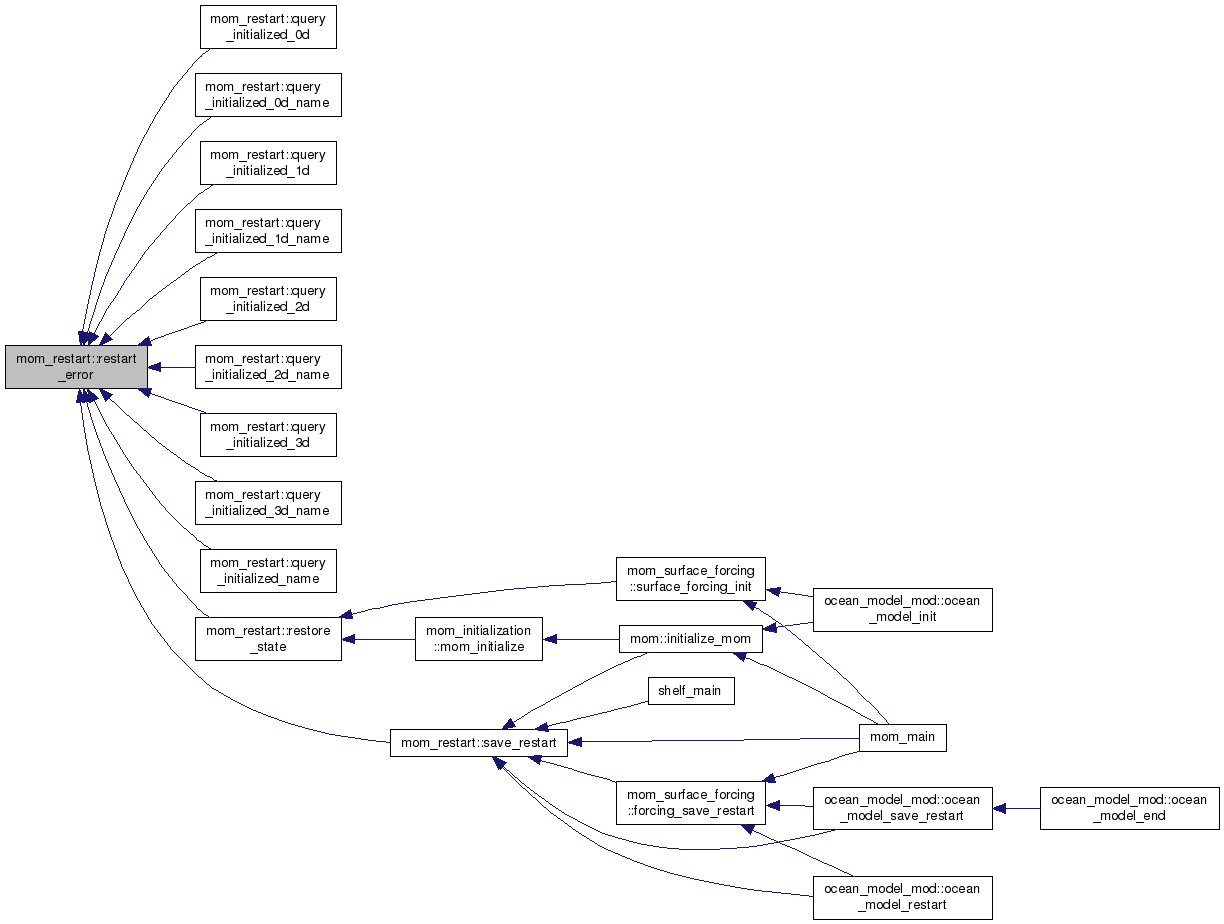 mom_restart::query
_initialized_0d
mom_restart::query
_initialized_0d_name
mom_restart::query
_initialized_1d
mom_restart::query
_initialized_1d_name
mom_restart::query
_initialized_2d
mom_restart::restart
_error
mom_restart::query
_initialized_2d_name
mom_restart::query
_initialized_3d
mom_restart::query
_initialized_3d_name
mom_restart::query
_initialized_name
mom_restart::restore
_state
mom_initialization
::mom_initialize
mom_surface_forcing
::surface_forcing_init
ocean_model_mod::ocean
_model_init
mom::initialize_mom
shelf_main
mom_restart::save_restart
mom_main
mom_surface_forcing
::forcing_save_restart
ocean_model_mod::ocean
_model_save_restart
ocean_model_mod::ocean
_model_end
ocean_model_mod::ocean
_model_restart